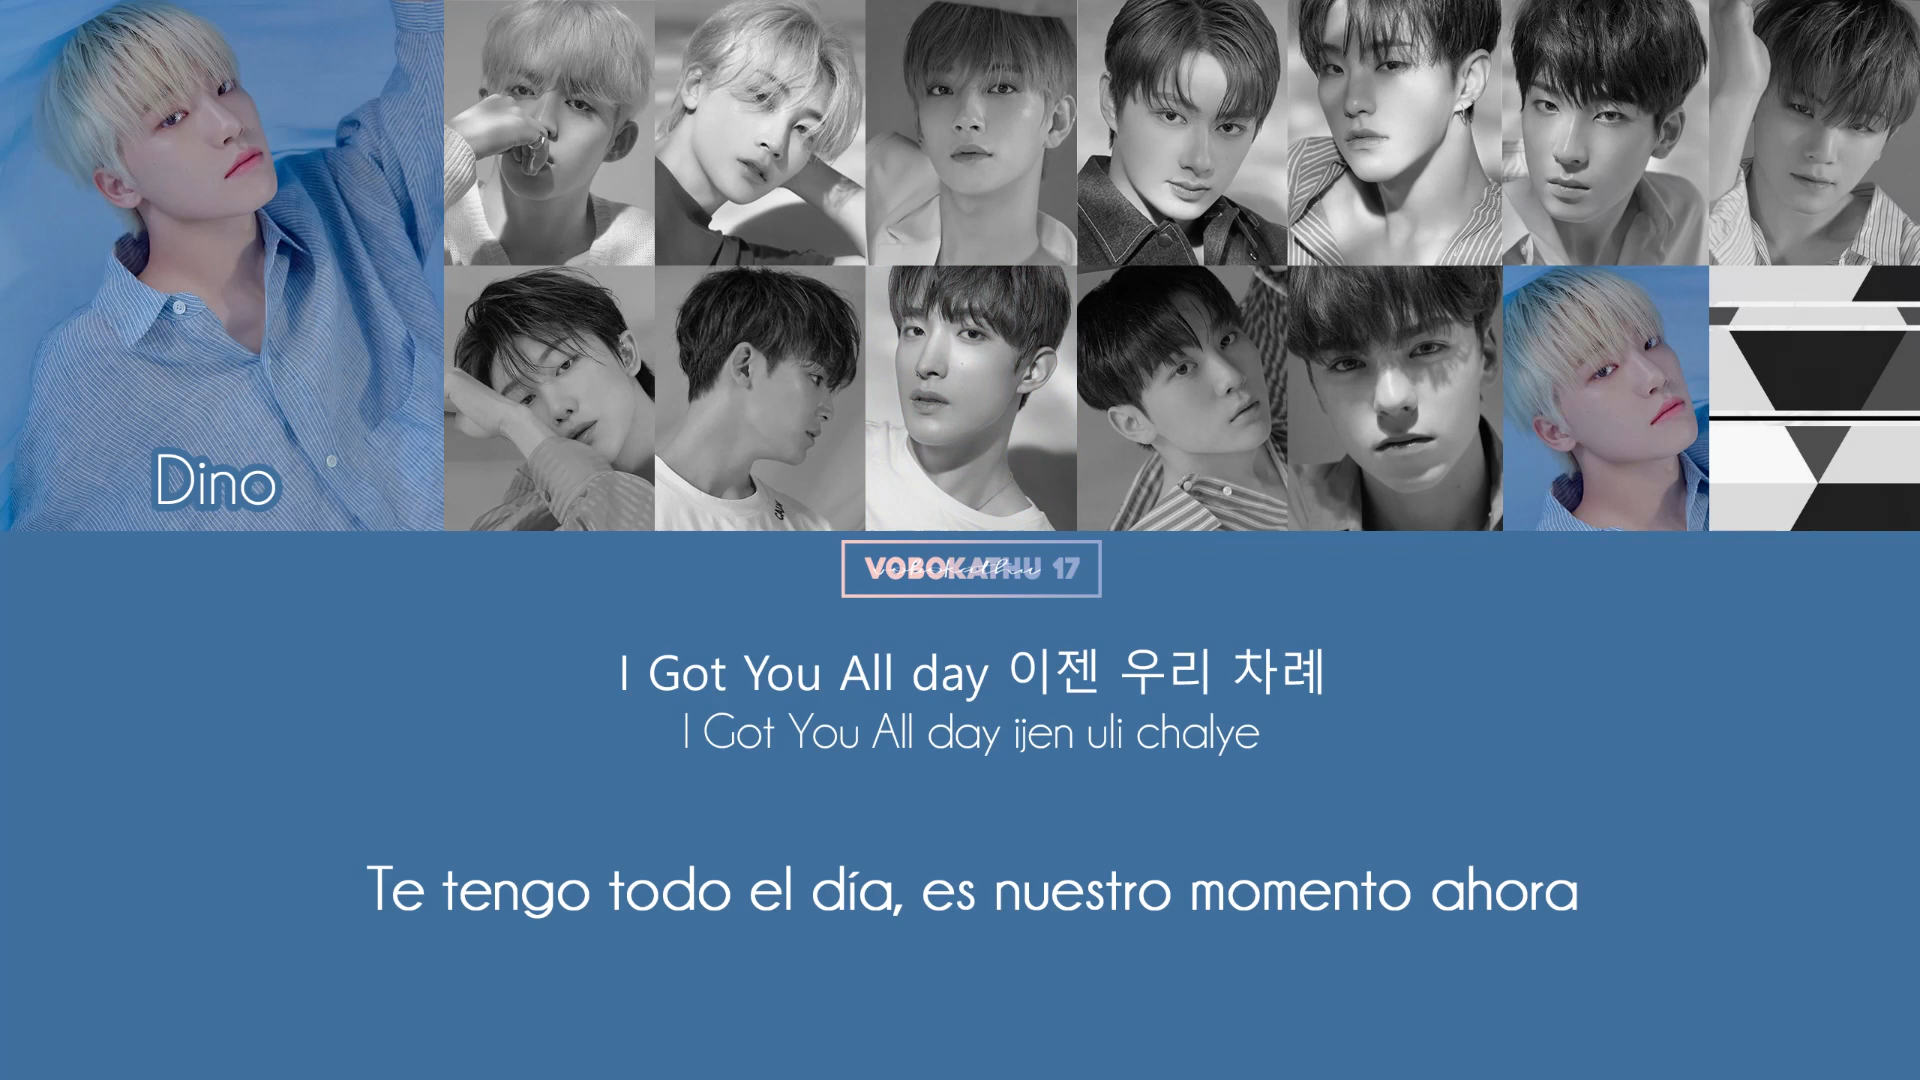 Dino
VOBOKATHU 17
vobokathu
I Got You All day 이젠 우리 차례
I Got You All day ijen uli chalye
Te tengo todo el día, es nuestro momento ahora